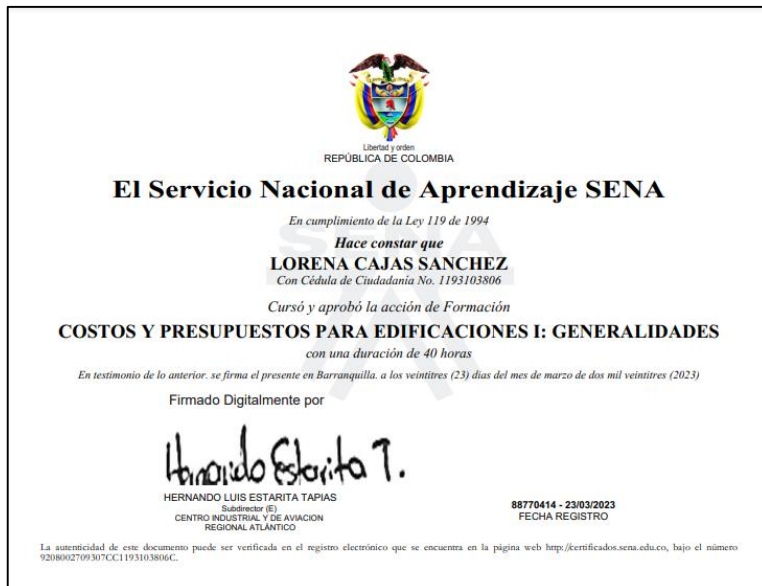 Libertad y orden
REPÚBLICA DE COLOMBIA
El Servicio Nacional de Aprendizaje SENA
En cumplimiento de la Ley 119 de 1994
SENA
Hace constar que
LORENA CAJAS SANCHEZ
Con Cédula de Ciudadanía No. 1193103806
Cursó y aprobó la acción de Formación
COSTOS Y PRESUPUESTOS PARA EDIFICACIONES I: GENERALIDADES
con una duración de 40 horas
En testimonio de lo anterior. se firma el presente en Barranquilla. a los veintitres (23) dias del mes de marzo de dos mil veintitres (2023)
Firmado Digitalmente por
Hernando Estarita T.
HERNANDO LUIS ESTARITA TAPIAS
Subdirector (E)
CENTRO INDUSTRIAL Y DE AVIACION
REGIONAL ATLÁNTICO
88770414 - 23/03/2023
FECHA REGISTRO
La autenticidad de este documento puede ser verificada en el registro electrónico que se encuentra en la página web http://certificados.sena.edu.co, bajo el número
9208002709307CC1193103806C.